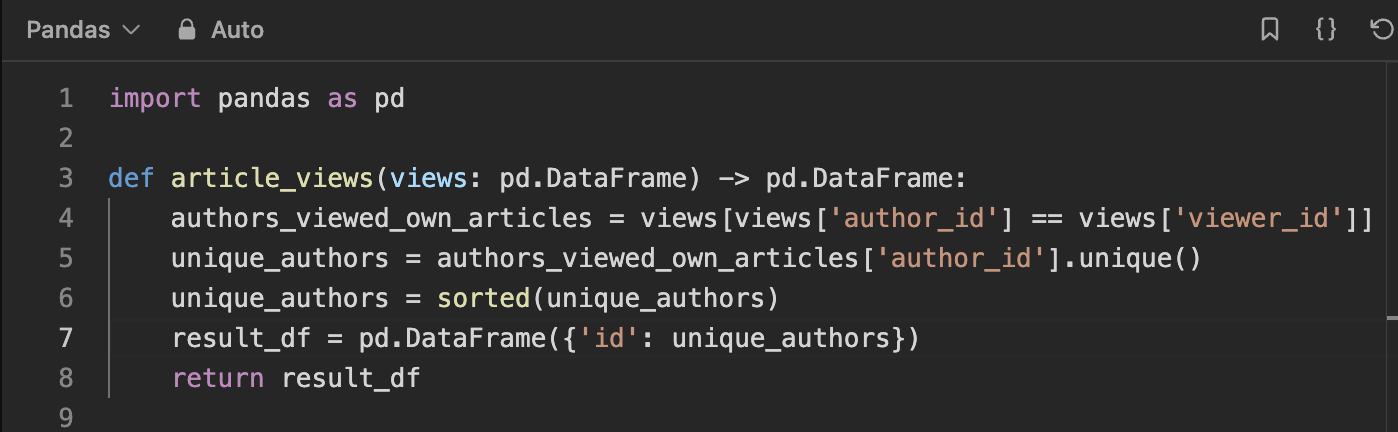 Pandas Auto {}
1 import pandas as pd
2
3 def article_views(views: pd.DataFrame) -> pd.DataFrame:
4     authors_viewed_own_articles = views[views['author_id'] == views['viewer_id']]
5     unique_authors = authors_viewed_own_articles['author_id'].unique()
6     unique_authors = sorted(unique_authors)
7     result_df = pd.DataFrame({'id': unique_authors})
8     return result_df
9